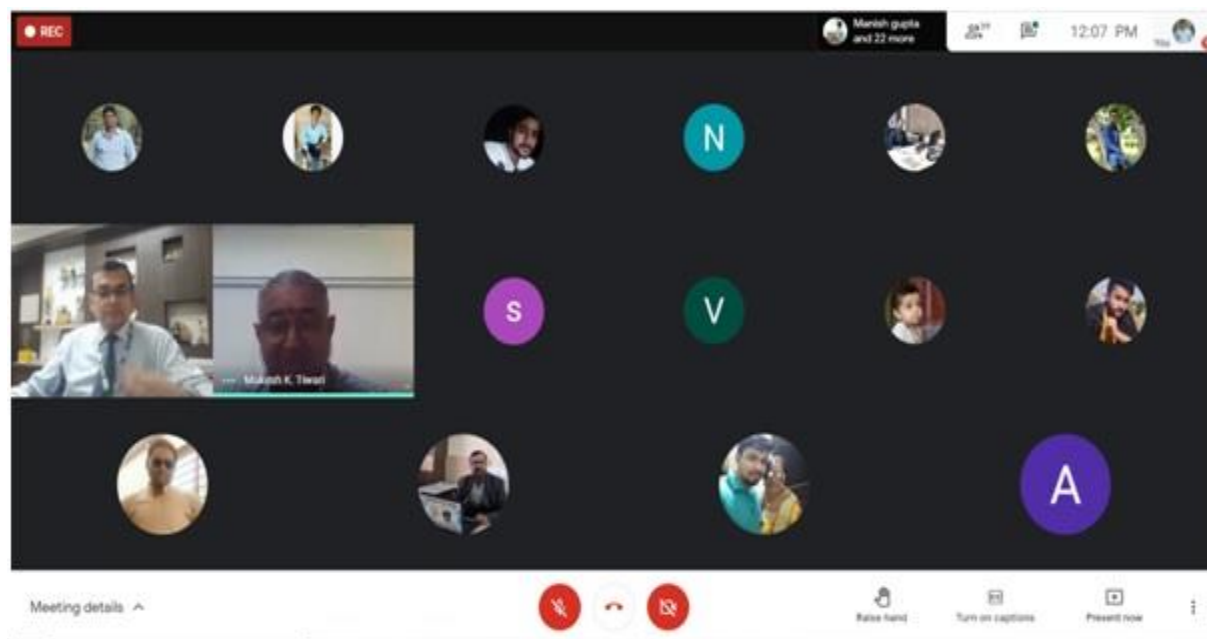 REC
Manish gupta
and 22 more
12:07 PM
You
N
S
V
Mukesh K. Tiwari
A
Meeting details
Raise hand
Turn on captions
Present now